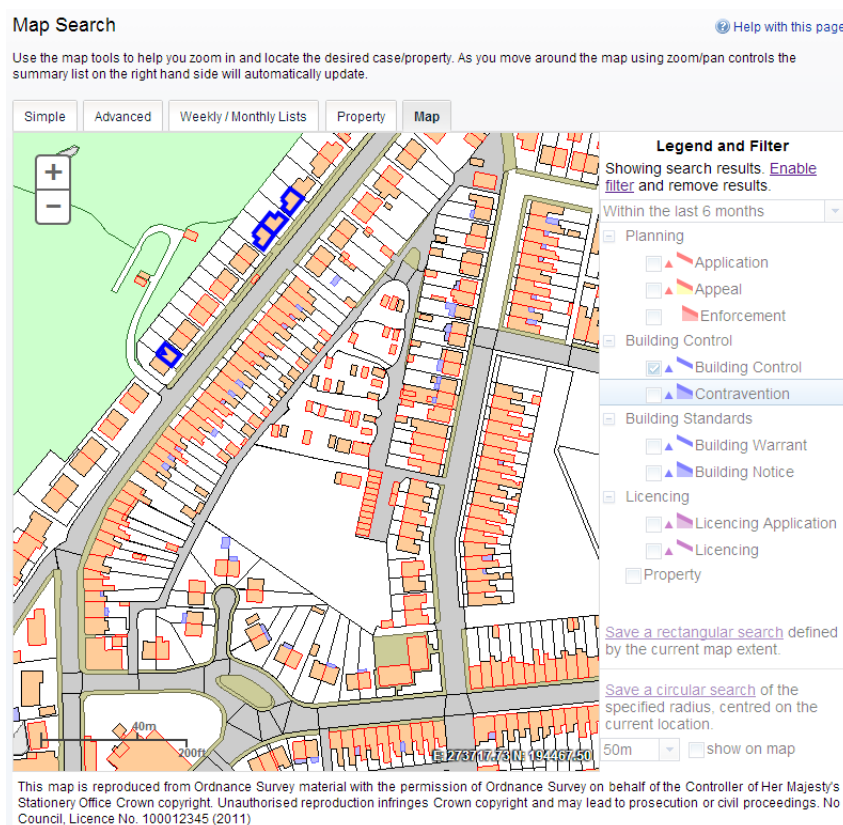 Map Search
Help with this page
Use the map tools to help you zoom in and locate the desired case/property. As you move around the map using zoom/pan controls the
summary list on the right hand side will automatically update.
Simple
Advanced
Weekly / Monthly Lists
Property
Map
+
−
40m
200ft
E:273717.73 N: 194467.50
Legend and Filter
Showing search results. Enable
filter and remove results.
Within the last 6 months
Planning
Application
Appeal
Enforcement
Building Control
Building Control
Contravention
Building Standards
Building Warrant
Building Notice
Licencing
Licencing Application
Licencing
Property
Save a rectangular search defined
by the current map extent.
Save a circular search of the
specified radius, centred on the
current location.
50m
show on map
This map is reproduced from Ordnance Survey material with the permission of Ordnance Survey on behalf of the Controller of Her Majesty's
Stationery Office Crown copyright. Unauthorised reproduction infringes Crown copyright and may lead to prosecution or civil proceedings. No
Council, Licence No. 100012345 (2011)